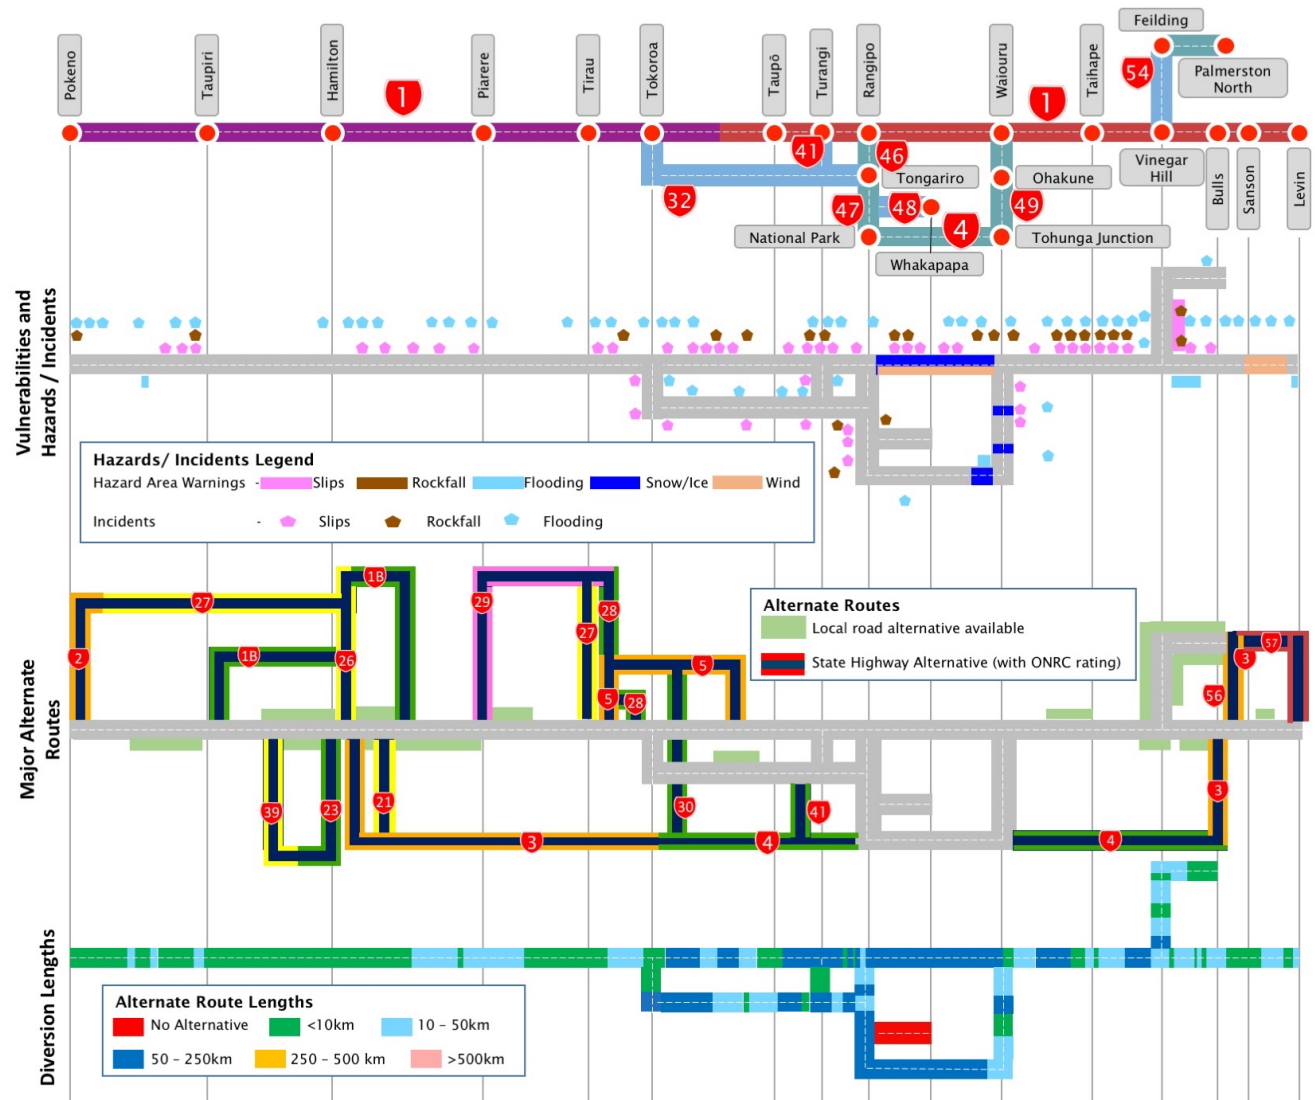 Feilding
Pokeno
Taupiri
Hamilton
Piarere
Tirau
Tokoroa
Taupō
Turangi
Rangipo
Waiouru
Taihape
54
Palmerston
North
1
1
41
46
Tongariro
Ohakune
Vinegar
Hill
Bulls
Sanson
Levin
32
47
48
4
49
National Park
Tohunga Junction
Whakapapa
Vulnerabilities and
Hazards / Incidents
Hazards/ Incidents Legend
Hazard Area Warnings - Slips Rockfall Flooding Snow/Ice Wind
Incidents - Slips Rockfall Flooding
Major Alternate
Routes
1B
27
29
28
27
2
1B
26
5
5
28
Alternate Routes
Local road alternative available
State Highway Alternative (with ONRC rating)
57
3
56
39
23
21
30
41
3
3
4
4
Diversion Lengths
Alternate Route Lengths
No Alternative <10km 10 – 50km
50 – 250km 250 – 500 km >500km